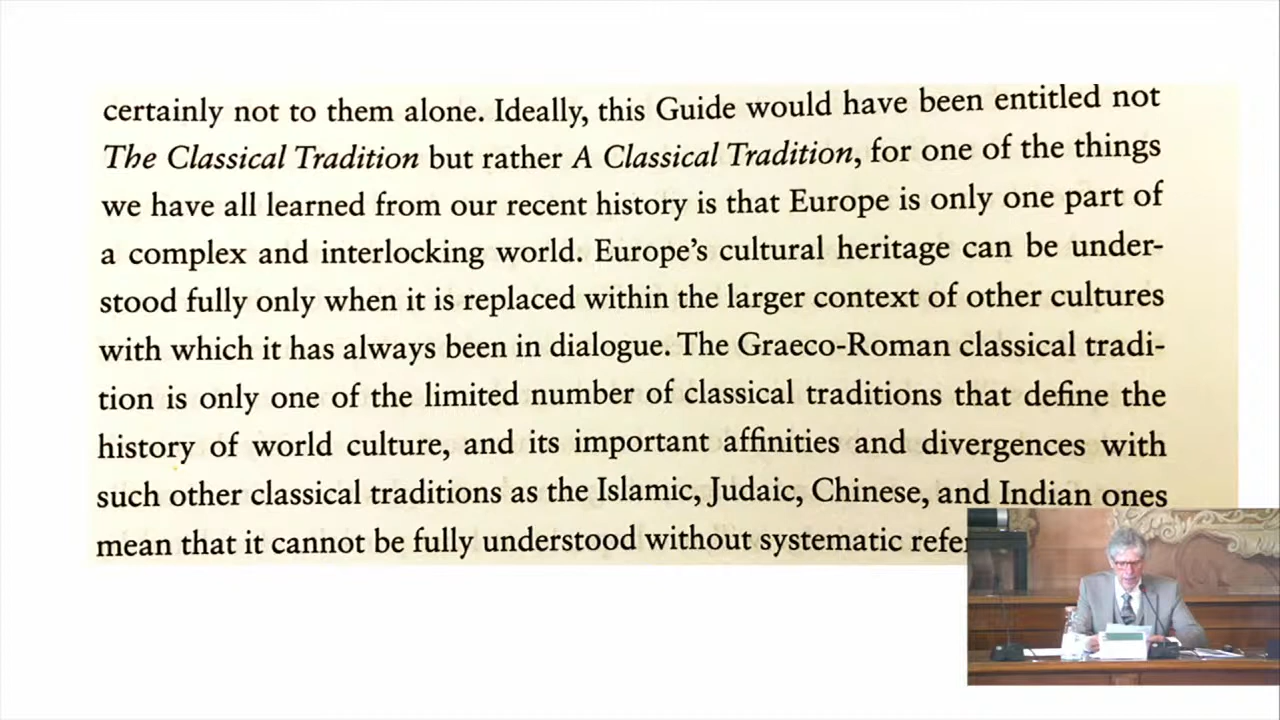 certainly not to them alone. Ideally, this Guide would have been entitled not
The Classical Tradition but rather A Classical Tradition, for one of the things
we have all learned from our recent history is that Europe is only one part of
a complex and interlocking world. Europe's cultural heritage can be under-
stood fully only when it is replaced within the larger context of other cultures
with which it has always been in dialogue. The Graeco-Roman classical tradi-
tion is only one of the limited number of classical traditions that define the
history of world culture, and its important affinities and divergences with
such other classical traditions as the Islamic, Judaic, Chinese, and Indian ones
mean that it cannot be fully understood without systematic